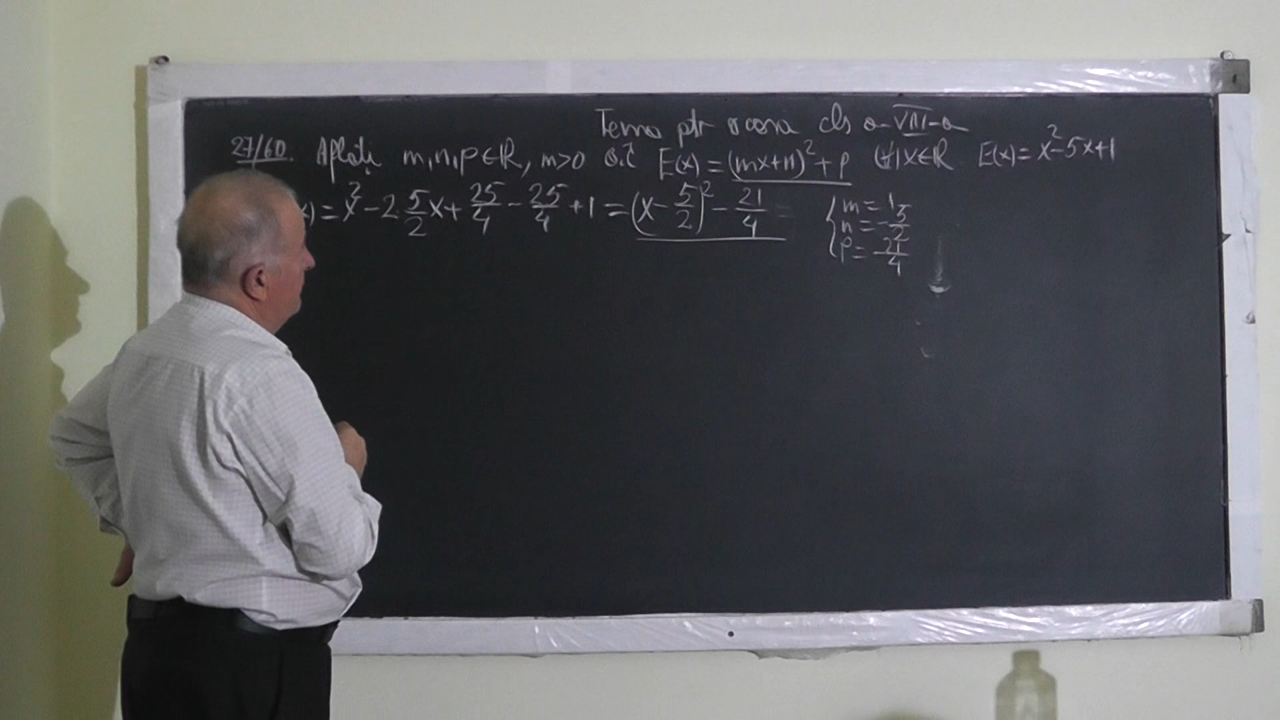 Tema ptr acasa cls a-VIII-a
27/60. Aflați m,n,p∈ℝ, m>0 a.î E(x)=(mx+n)²+p (∀)x∈ℝ E(x)=x²-5x+1
x)=x²-2 5/2 x+25/4-25/4+1=(x-5/2)²-21/4
{m=1
n=-5/2
p=-21/4